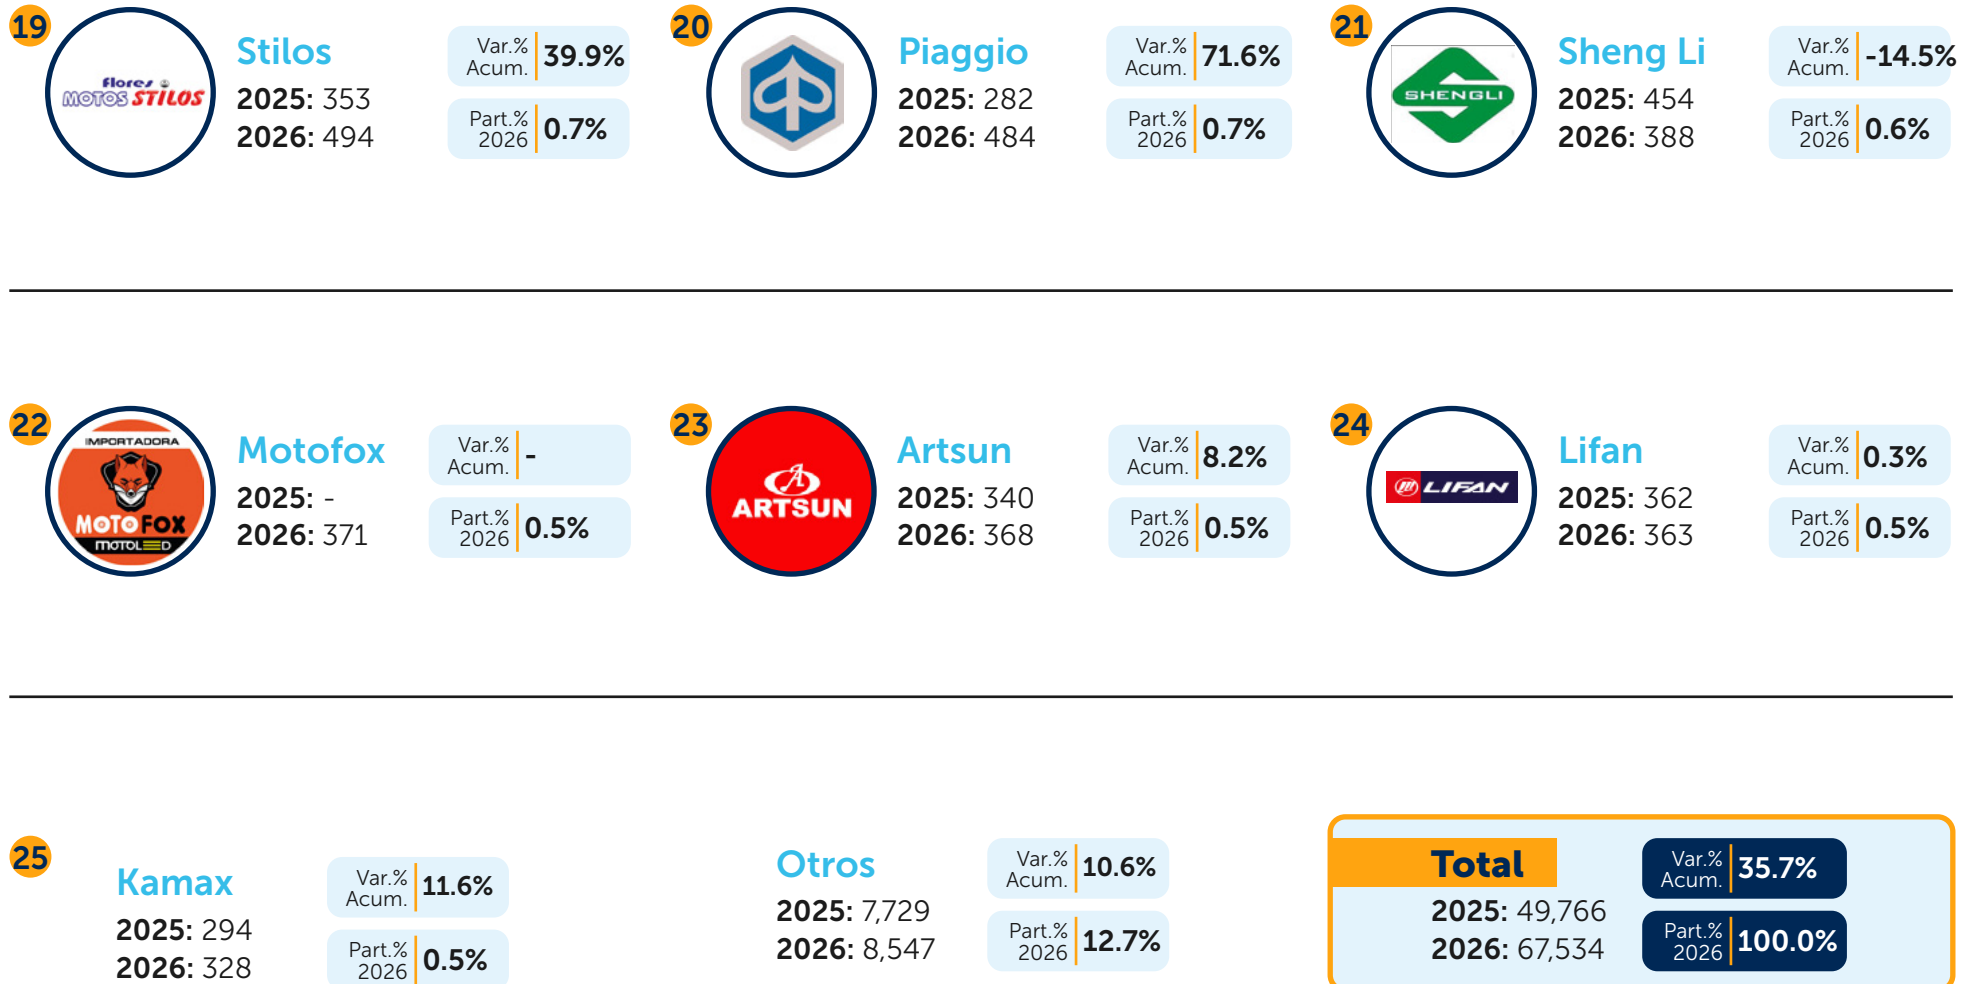 19
flores
MOTOS STILOS
Stilos
2025: 353
2026: 494
Var.%
Acum.
39.9%
Part.%
2026
0.7%
20
Piaggio
2025: 282
2026: 484
Var.%
Acum.
71.6%
Part.%
2026
0.7%
21
SHENGLI
Sheng Li
2025: 454
2026: 388
Var.%
Acum.
-14.5%
Part.%
2026
0.6%
22
IMPORTADORA
MOTOFOX
MOTOLEED
Motofox
2025: -
2026: 371
Var.%
Acum.
-
Part.%
2026
0.5%
23
A
ARTSUN
Artsun
2025: 340
2026: 368
Var.%
Acum.
8.2%
Part.%
2026
0.5%
24
LIFAN
Lifan
2025: 362
2026: 363
Var.%
Acum.
0.3%
Part.%
2026
0.5%
25
Kamax
2025: 294
2026: 328
Var.%
Acum.
11.6%
Part.%
2026
0.5%
Otros
2025: 7,729
2026: 8,547
Var.%
Acum.
10.6%
Part.%
2026
12.7%
Total
2025: 49,766
2026: 67,534
Var.%
Acum.
35.7%
Part.%
2026
100.0%